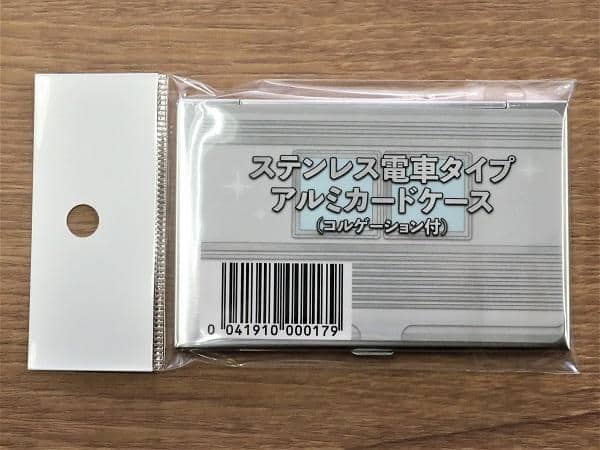 ステンレス電車タイプ
アルミカードケース
(コルゲーション付)
0 041910 000179